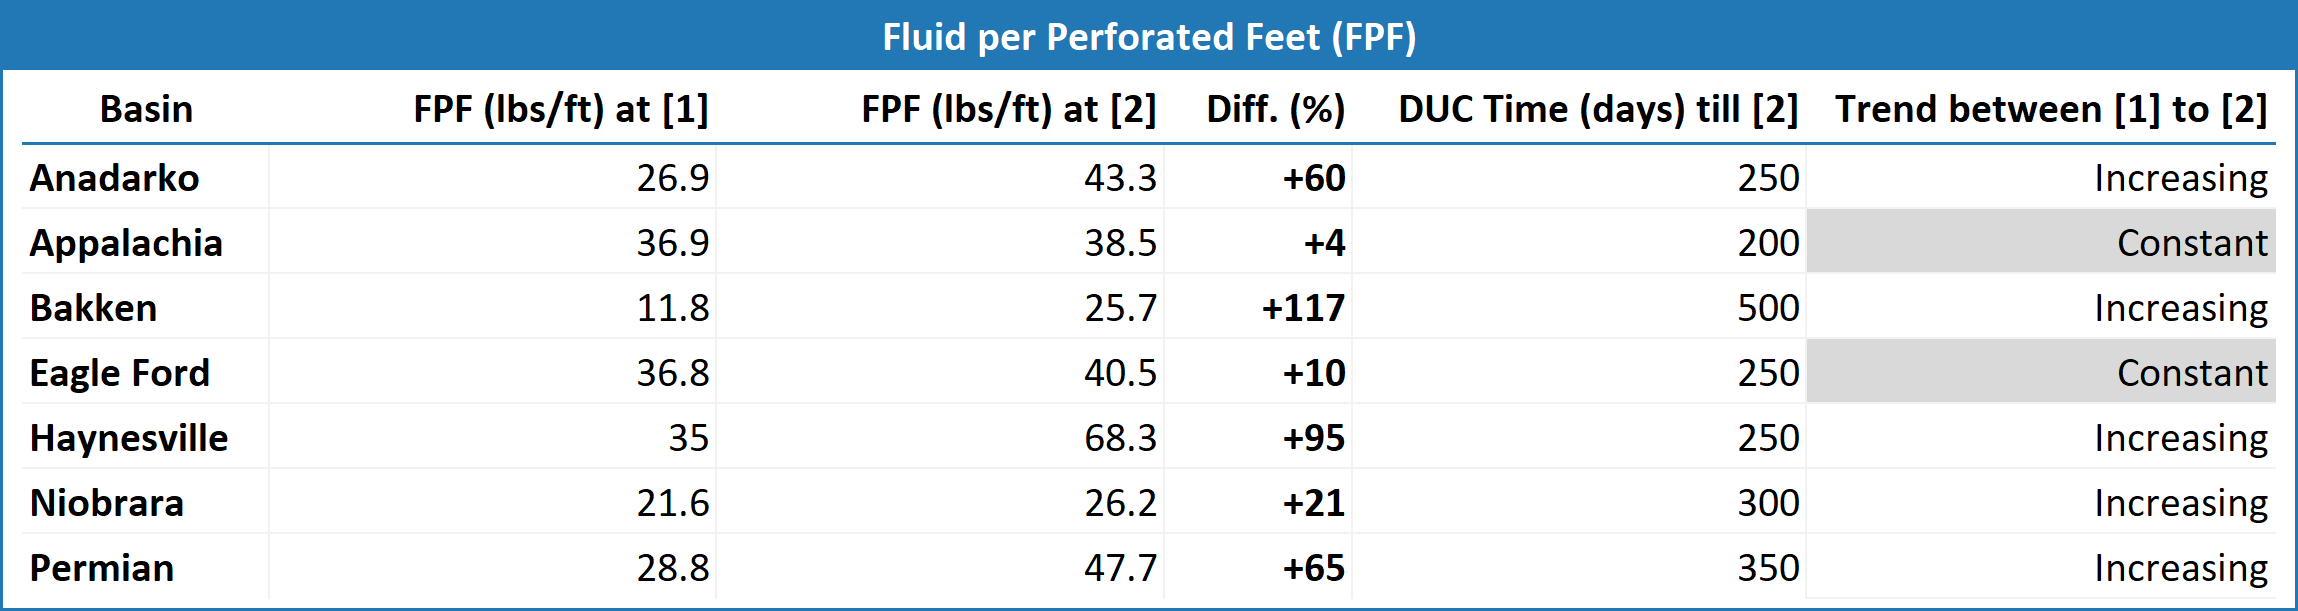 Fluid per Perforated Feet (FPF)
Basin FPF (lbs/ft) at [1] FPF (lbs/ft) at [2] Diff. (%) DUC Time (days) till [2] Trend between [1] to [2]
Anadarko 26.9 43.3 +60 250 Increasing
Appalachia 36.9 38.5 +4 200 Constant
Bakken 11.8 25.7 +117 500 Increasing
Eagle Ford 36.8 40.5 +10 250 Constant
Haynesville 35 68.3 +95 250 Increasing
Niobrara 21.6 26.2 +21 300 Increasing
Permian 28.8 47.7 +65 350 Increasing